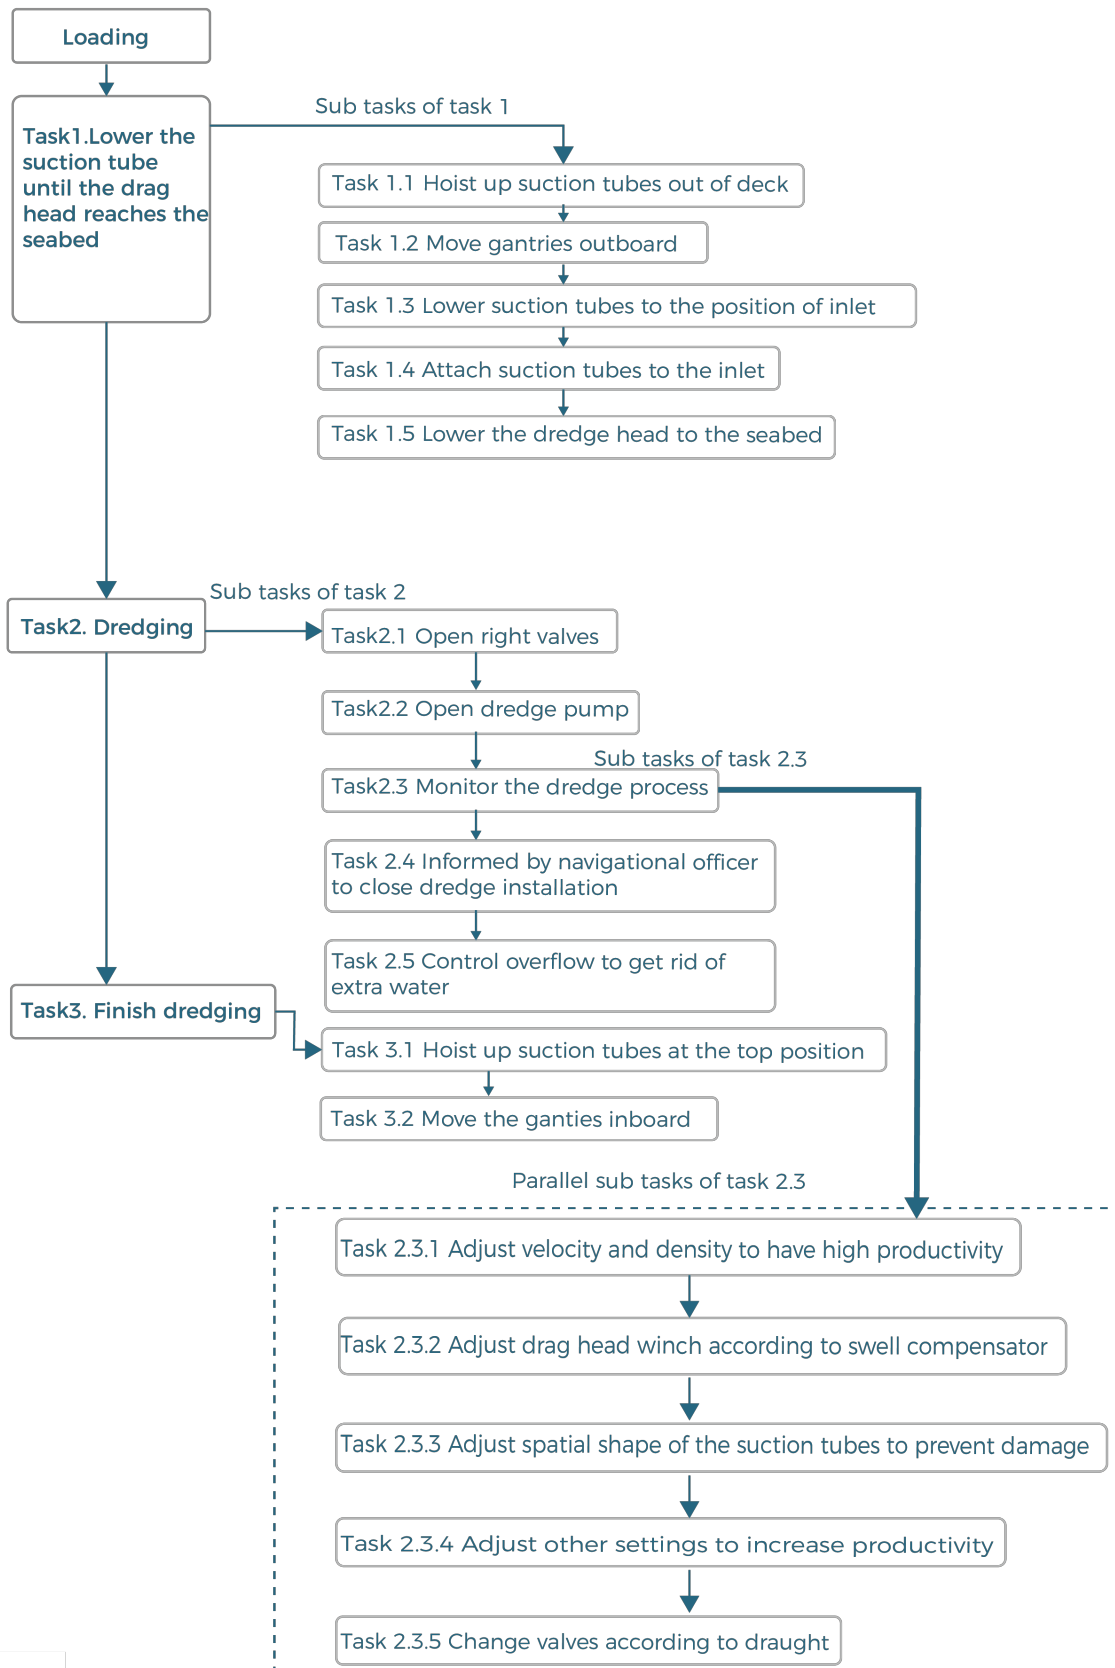 Loading
Sub tasks of task 1
Task1.Lower the
suction tube
until the drag
head reaches the
seabed
Task 1.1 Hoist up suction tubes out of deck
Task 1.2 Move gantries outboard
Task 1.3 Lower suction tubes to the position of inlet
Task 1.4 Attach suction tubes to the inlet
Task 1.5 Lower the dredge head to the seabed
Sub tasks of task 2
Task2. Dredging
Task2.1 Open right valves
Task2.2 Open dredge pump
Sub tasks of task 2.3
Task2.3 Monitor the dredge process
Task 2.4 Informed by navigational officer
to close dredge installation
Task 2.5 Control overflow to get rid of
extra water
Task3. Finish dredging
Task 3.1 Hoist up suction tubes at the top position
Task 3.2 Move the ganties inboard
Parallel sub tasks of task 2.3
Task 2.3.1 Adjust velocity and density to have high productivity
Task 2.3.2 Adjust drag head winch according to swell compensator
Task 2.3.3 Adjust spatial shape of the suction tubes to prevent damage
Task 2.3.4 Adjust other settings to increase productivity
Task 2.3.5 Change valves according to draught